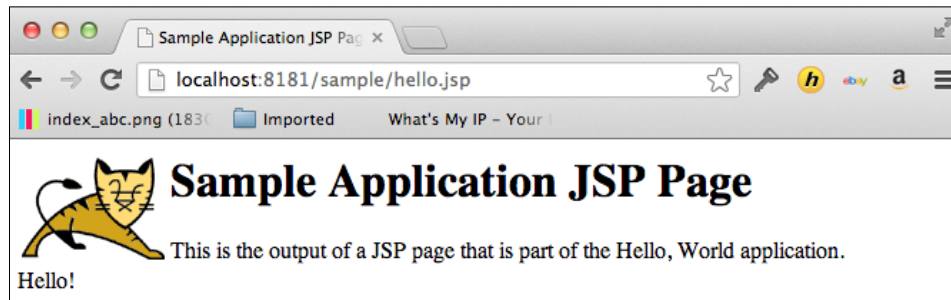 Sample Application JSP Pag
localhost:8181/sample/hello.jsp
index_abc.png (183 Imported What's My IP – Your
Sample Application JSP Page
This is the output of a JSP page that is part of the Hello, World application.
Hello!